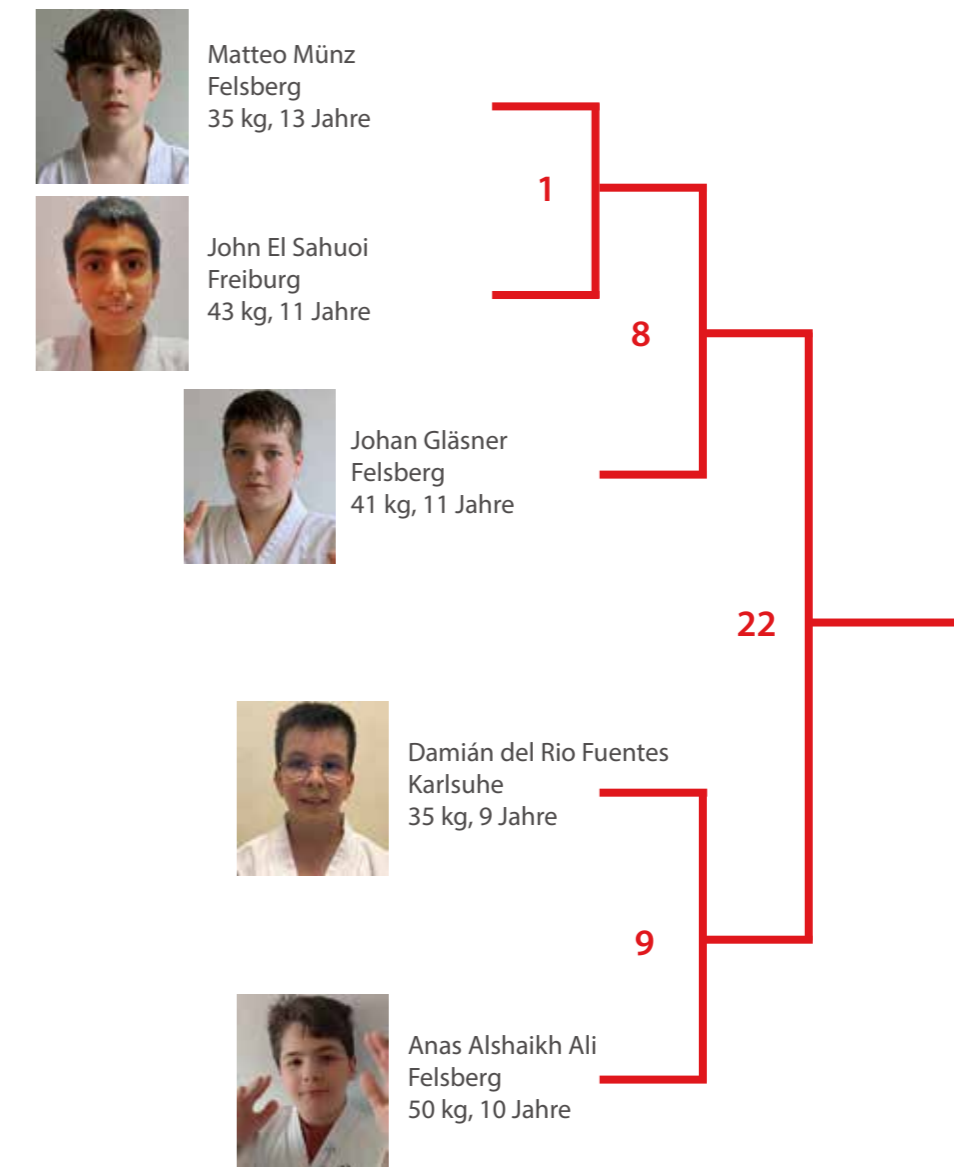 Matteo Münz
Felsberg
35 kg, 13 Jahre
1
John El Sahuoi
Freiburg
43 kg, 11 Jahre
8
Johan Gläsner
Felsberg
41 kg, 11 Jahre
22
Damián del Rio Fuentes
Karlsuhe
35 kg, 9 Jahre
9
Anas Alshaikh Ali
Felsberg
50 kg, 10 Jahre